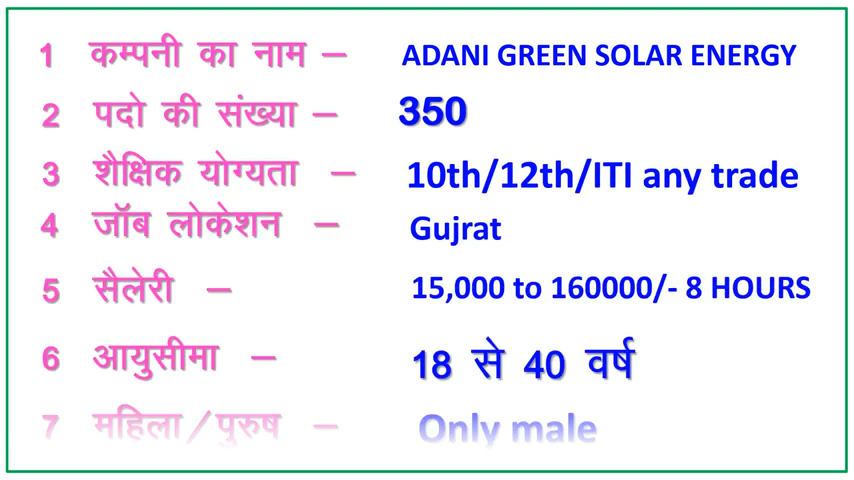 1 कम्पनी का नाम – ADANI GREEN SOLAR ENERGY
2 पदो की संख्या – 350
3 शैक्षिक योग्यता – 10th/12th/ITI any trade
4 जॉब लोकेशन – Gujrat
5 सैलेरी – 15,000 to 160000/- 8 HOURS
6 आयुसीमा – 18 से 40 वर्ष
7 महिला/पुरुष – Only male